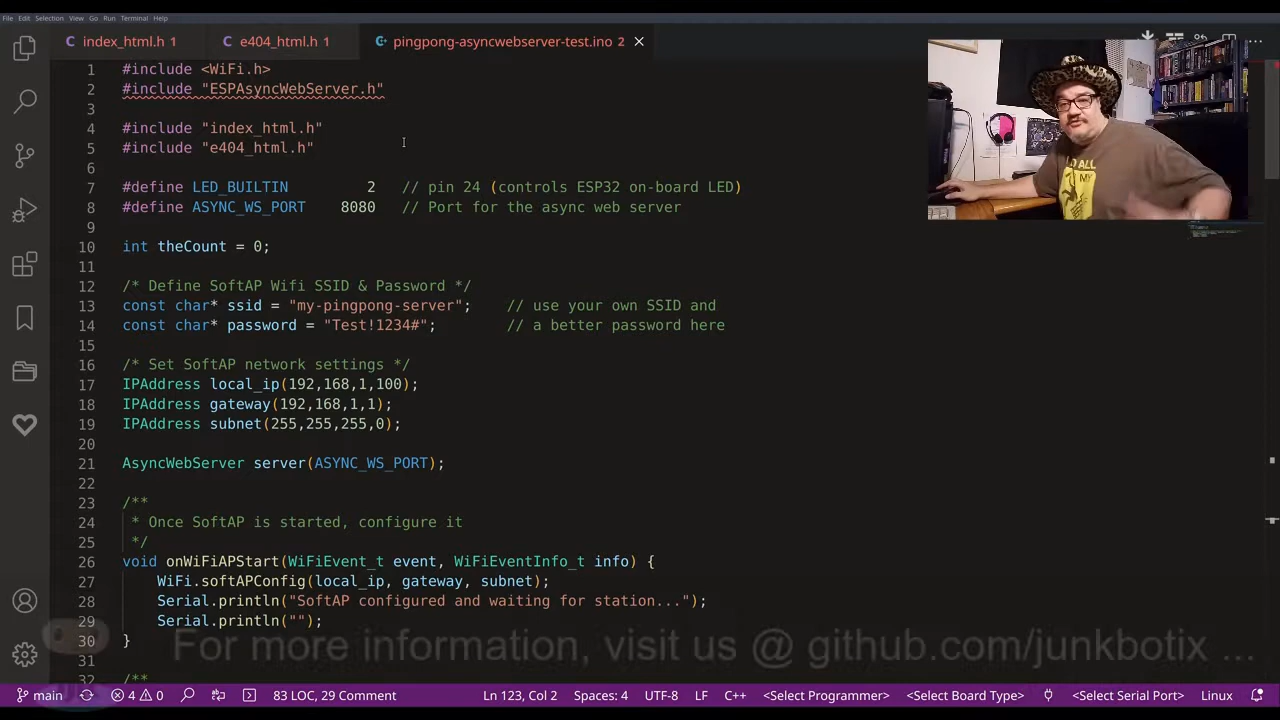 File Edit Selection View Go Run Terminal Help
index_html.h 1
e404_html.h 1
pingpong-asyncwebserver-test.ino 2
1 #include <WiFi.h>
2 #include "ESPAsyncWebServer.h"
3
4 #include "index_html.h"
5 #include "e404_html.h"
6
7 #define LED_BUILTIN 2 // pin 24 (controls ESP32 on-board LED)
8 #define ASYNC_WS_PORT 8080 // Port for the async web server
9
10 int theCount = 0;
11
12 /* Define SoftAP Wifi SSID & Password */
13 const char* ssid = "my-pingpong-server"; // use your own SSID and
14 const char* password = "Test!1234#"; // a better password here
15
16 /* Set SoftAP network settings */
17 IPAddress local_ip(192,168,1,100);
18 IPAddress gateway(192,168,1,1);
19 IPAddress subnet(255,255,255,0);
20
21 AsyncWebServer server(ASYNC_WS_PORT);
22
23 /**
24 * Once SoftAP is started, configure it
25 */
26 void onWiFiAPStart(WiFiEvent_t event, WiFiEventInfo_t info) {
27 WiFi.softAPConfig(local_ip, gateway, subnet);
28 Serial.println("SoftAP configured and waiting for station...");
29 Serial.println("");
30 }
31
32 /**
For more information, visit us @ github.com/junkbotix ...
main 4 0 83 LOC, 29 Comment Ln 123, Col 2 Spaces: 4 UTF-8 LF C++ <Select Programmer> <Select Board Type> <Select Serial Port> Linux